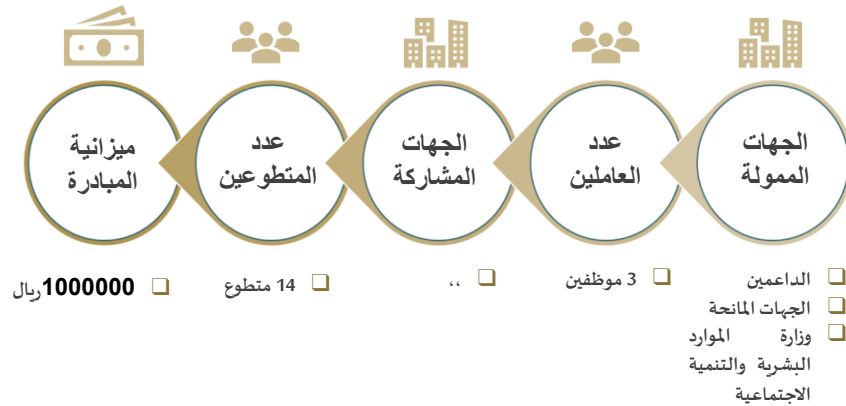 الجهات
الممولة
عدد
العاملين
الجهات
المشاركة
عدد
المتطوعين
ميزانية
المبادرة
❑ الداعمين
❑ الجهات المانحة
❑ وزارة الموارد
البشرية والتنمية
الاجتماعية
❑ 3 موظفين
❑ ،،
❑ 14 متطوع
❑ 1000000ريال